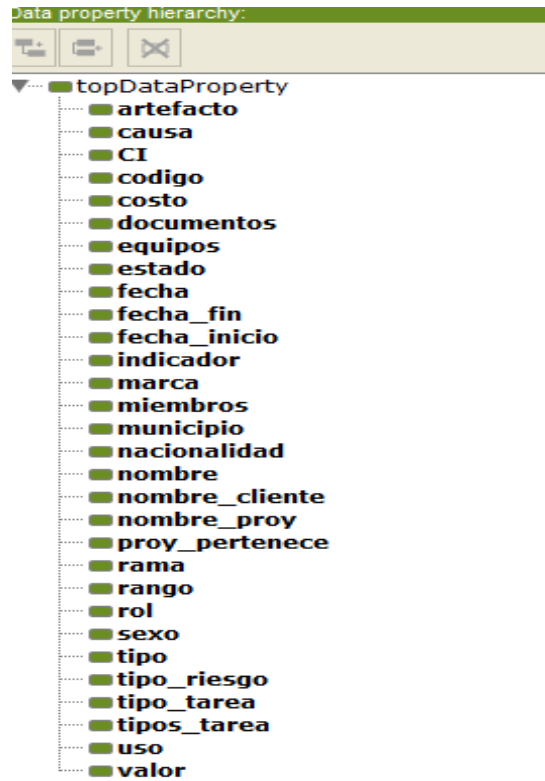 Data property hierarchy:
topDataProperty
artefacto
causa
CI
codigo
costo
documentos
equipos
estado
fecha
fecha_fin
fecha_inicio
indicador
marca
miembros
municipio
nacionalidad
nombre
nombre_cliente
nombre_proy
proy_pertenece
rama
rango
rol
sexo
tipo
tipo_riesgo
tipo_tarea
tipos_tarea
uso
valor